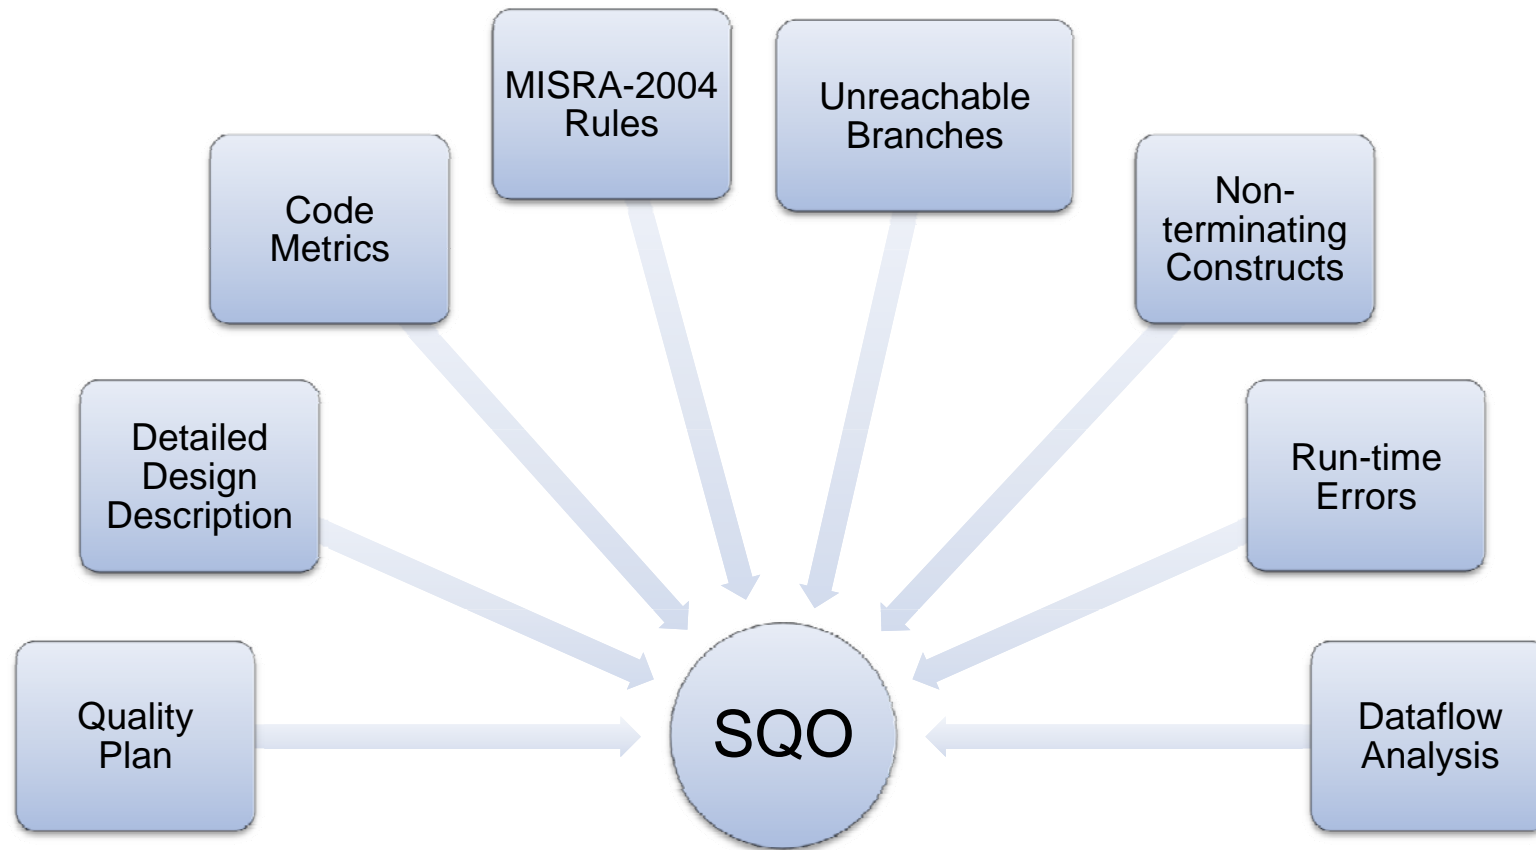 MISRA-2004
Rules
Unreachable
Branches
Code
Metrics
Non-
terminating
Constructs
Detailed
Design
Description
Run-time
Errors
Quality
Plan
SQO
Dataflow
Analysis